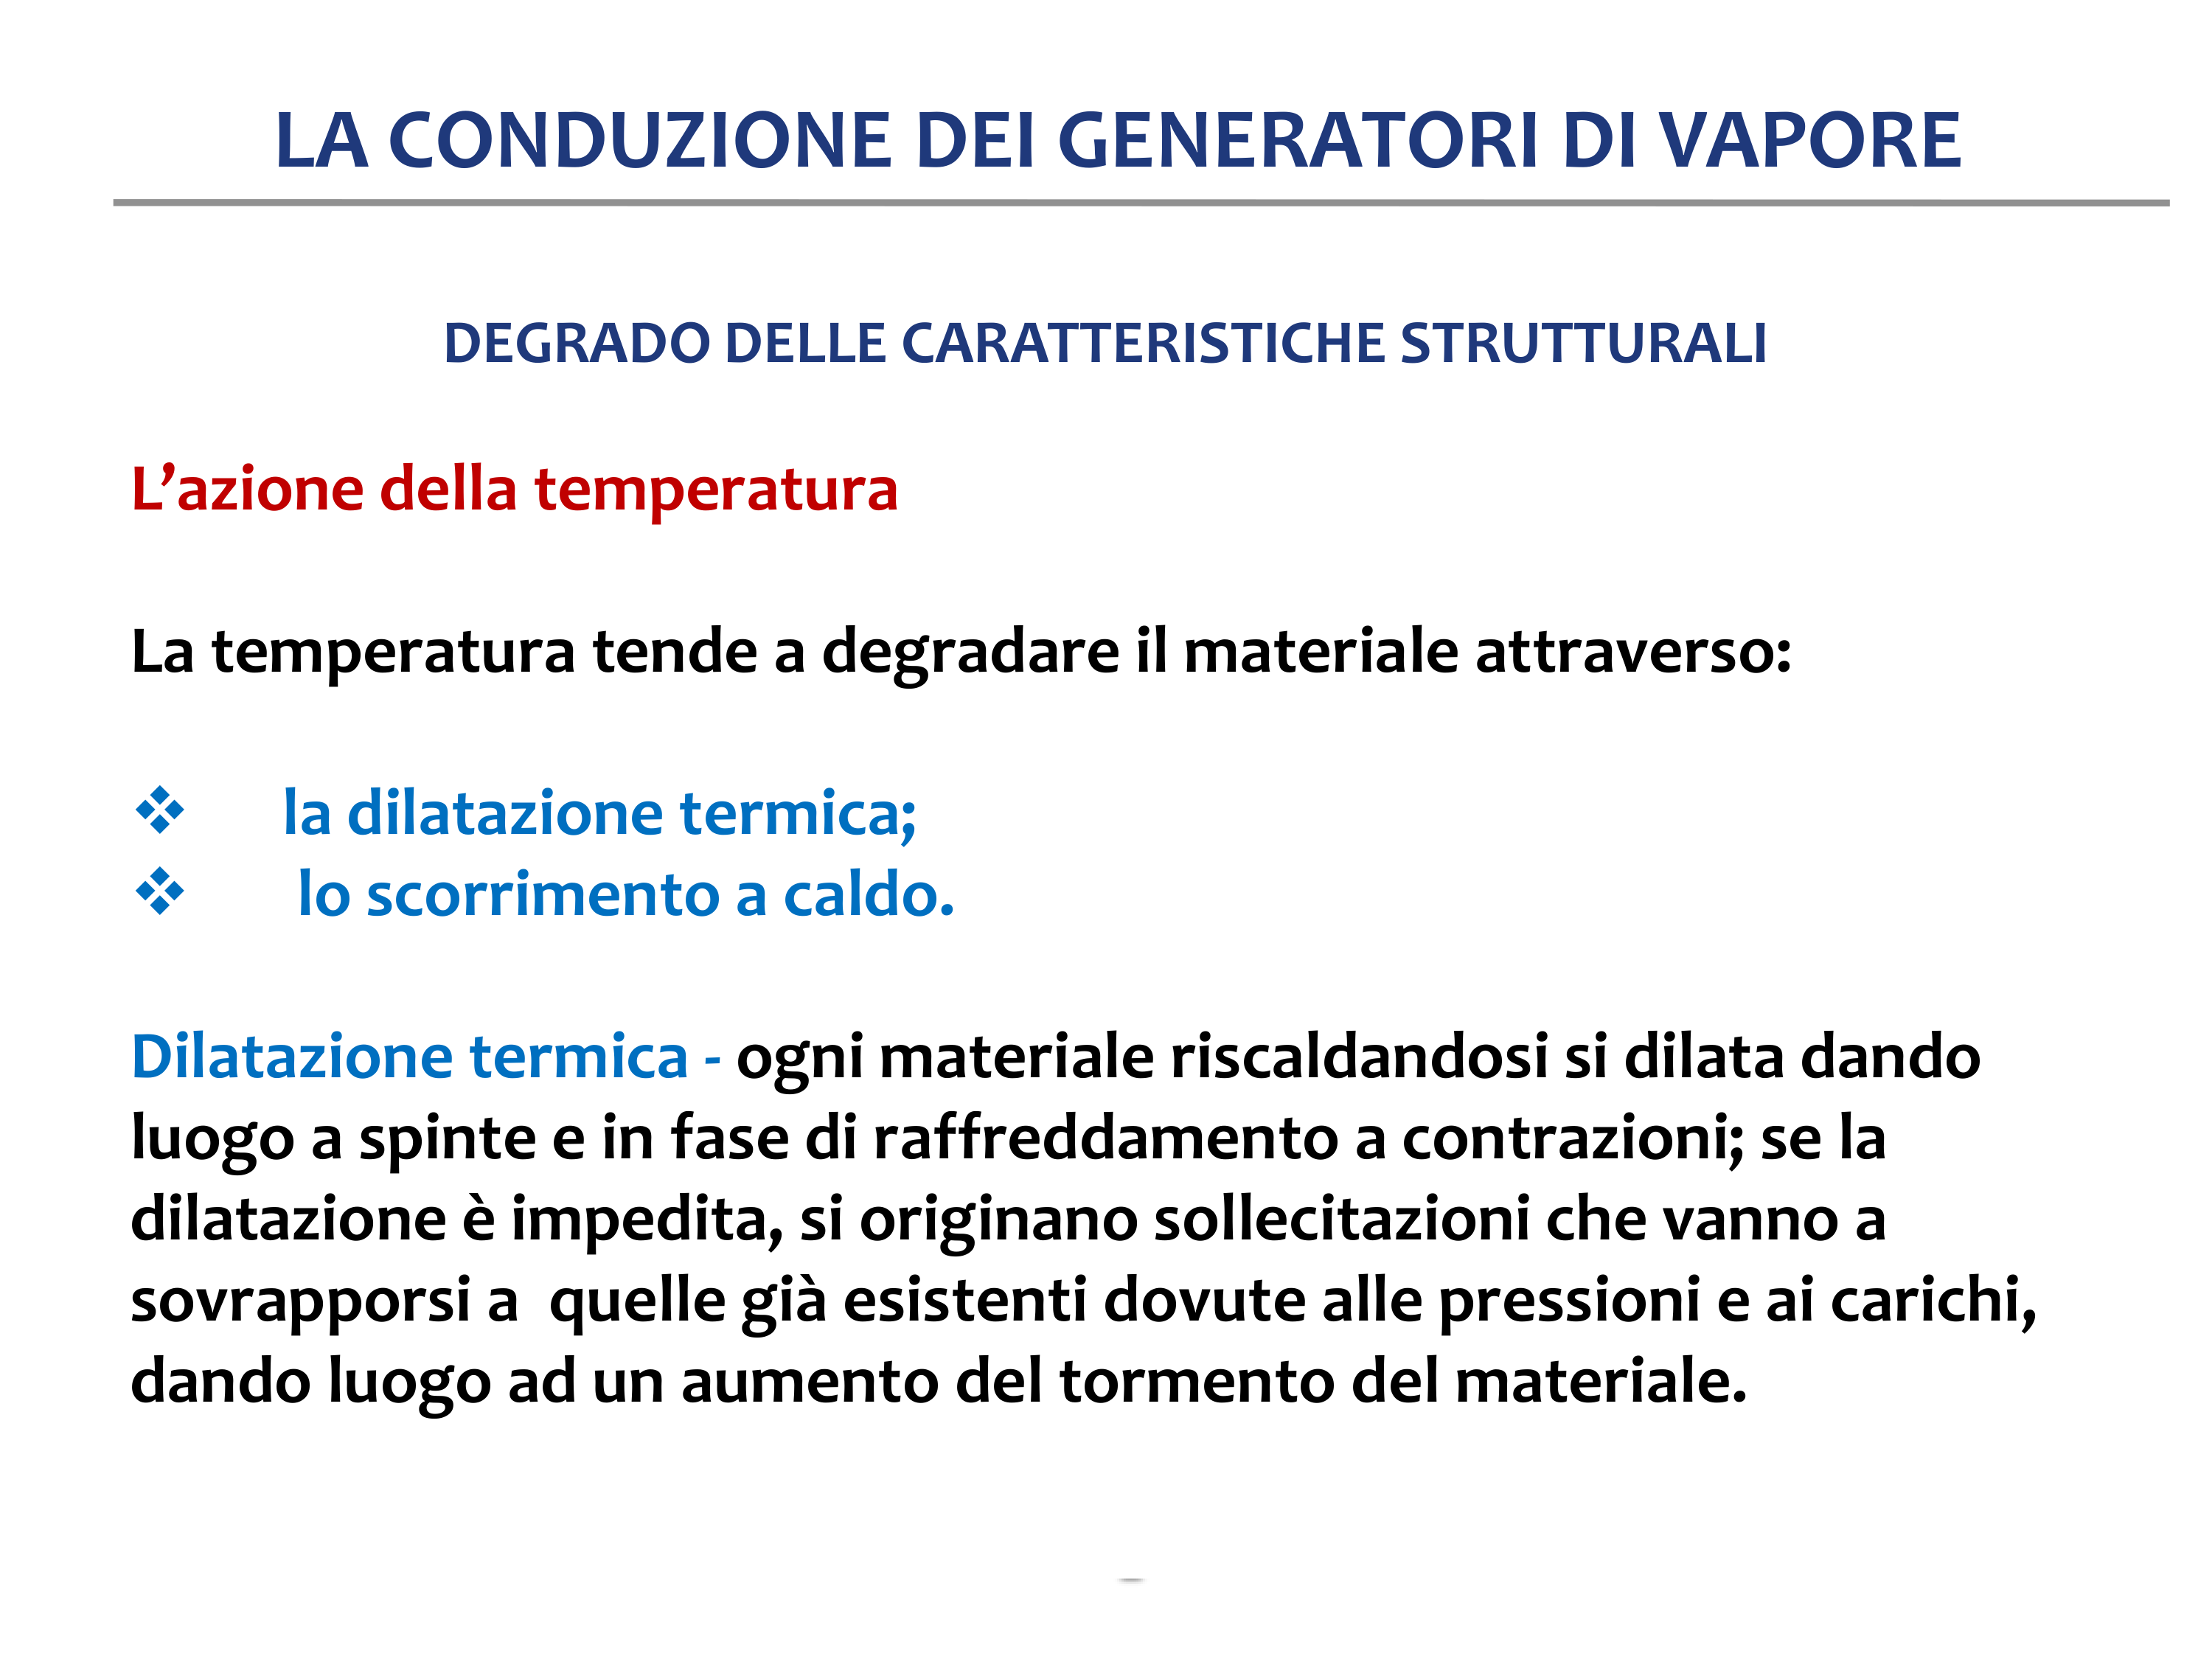 LA CONDUZIONE DEI GENERATORI DI VAPORE
DEGRADO DELLE CARATTERISTICHE STRUTTURALI
L’azione della temperatura
La temperatura tende a degradare il materiale attraverso:
❖ la dilatazione termica;
❖ lo scorrimento a caldo.
Dilatazione termica - ogni materiale riscaldandosi si dilata dando
luogo a spinte e in fase di raffreddamento a contrazioni; se la
dilatazione è impedita, si originano sollecitazioni che vanno a
sovrapporsi a  quelle già esistenti dovute alle pressioni e ai carichi,
dando luogo ad un aumento del tormento del materiale.